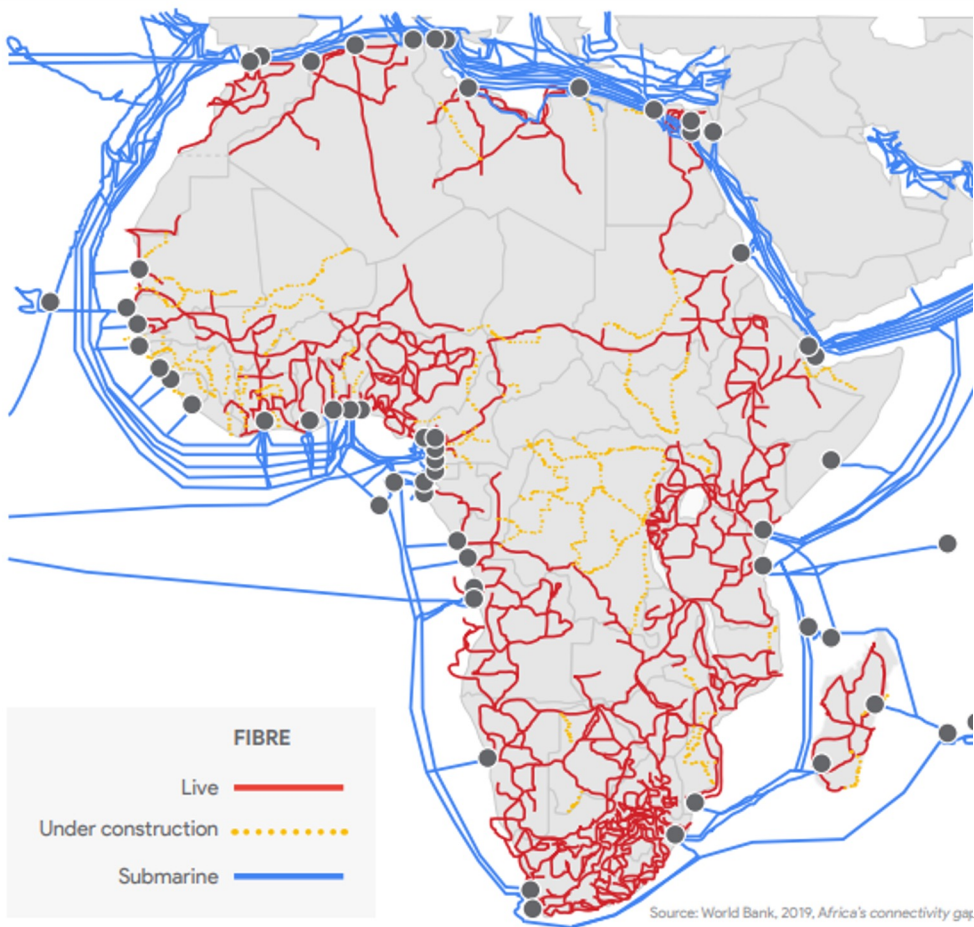 FIBRE
Live
Under construction
Submarine
Source: World Bank, 2019, Africa's connectivity gap